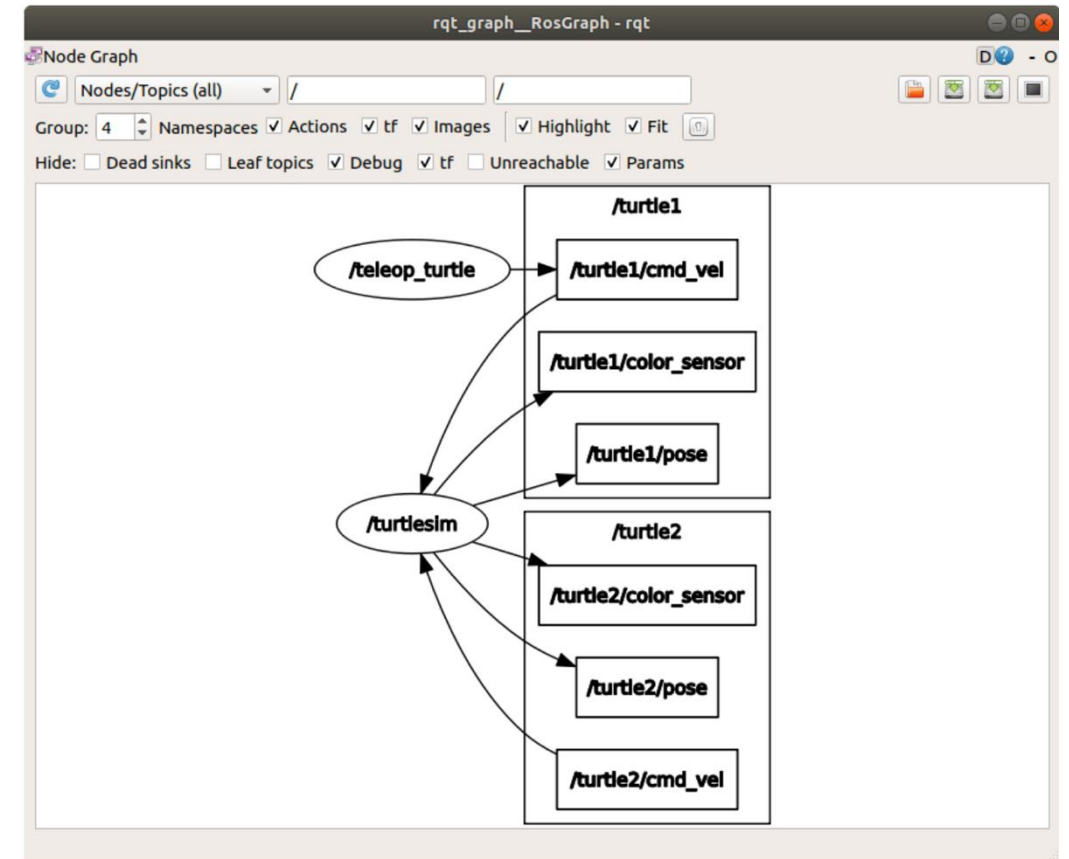 rqt_graph__RosGraph - rqt
Node Graph
D - O
Nodes/Topics (all) / /
Group: 4 Namespaces Actions tf Images Highlight Fit
Hide: Dead sinks Leaf topics Debug tf Unreachable Params
/turtle1
/teleop_turtle /turtle1/cmd_vel
/turtle1/color_sensor
/turtle1/pose
/turtlesim
/turtle2
/turtle2/color_sensor
/turtle2/pose
/turtle2/cmd_vel